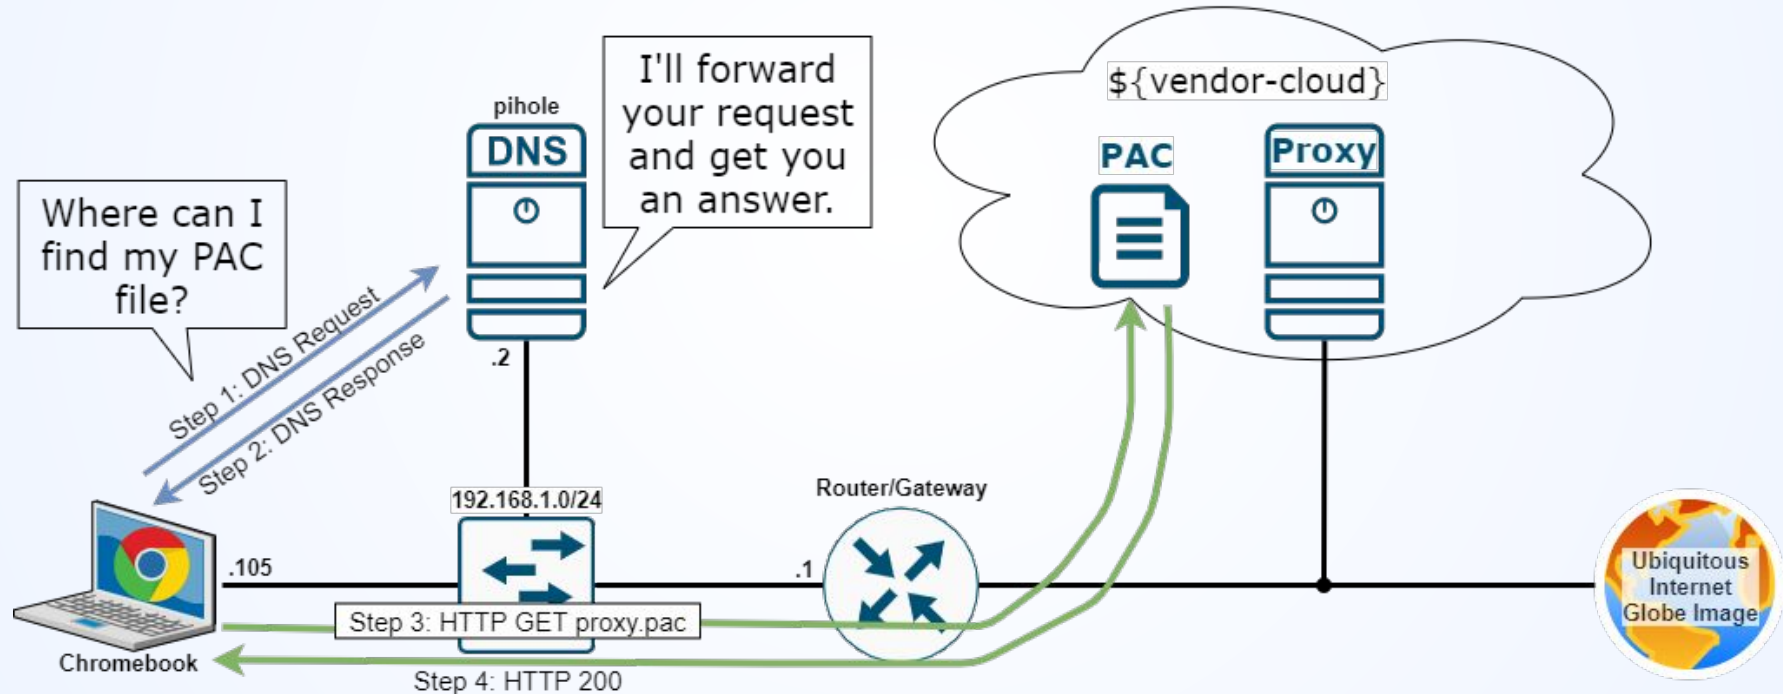 Where can I
find my PAC
file?
pihole
DNS
I'll forward
your request
and get you
an answer.
${vendor-cloud}
PAC
Proxy
Step 1: DNS Request
Step 2: DNS Response
.2
192.168.1.0/24
Router/Gateway
.105
.1
Step 3: HTTP GET proxy.pac
Chromebook
Step 4: HTTP 200
Ubiquitous
Internet
Globe Image